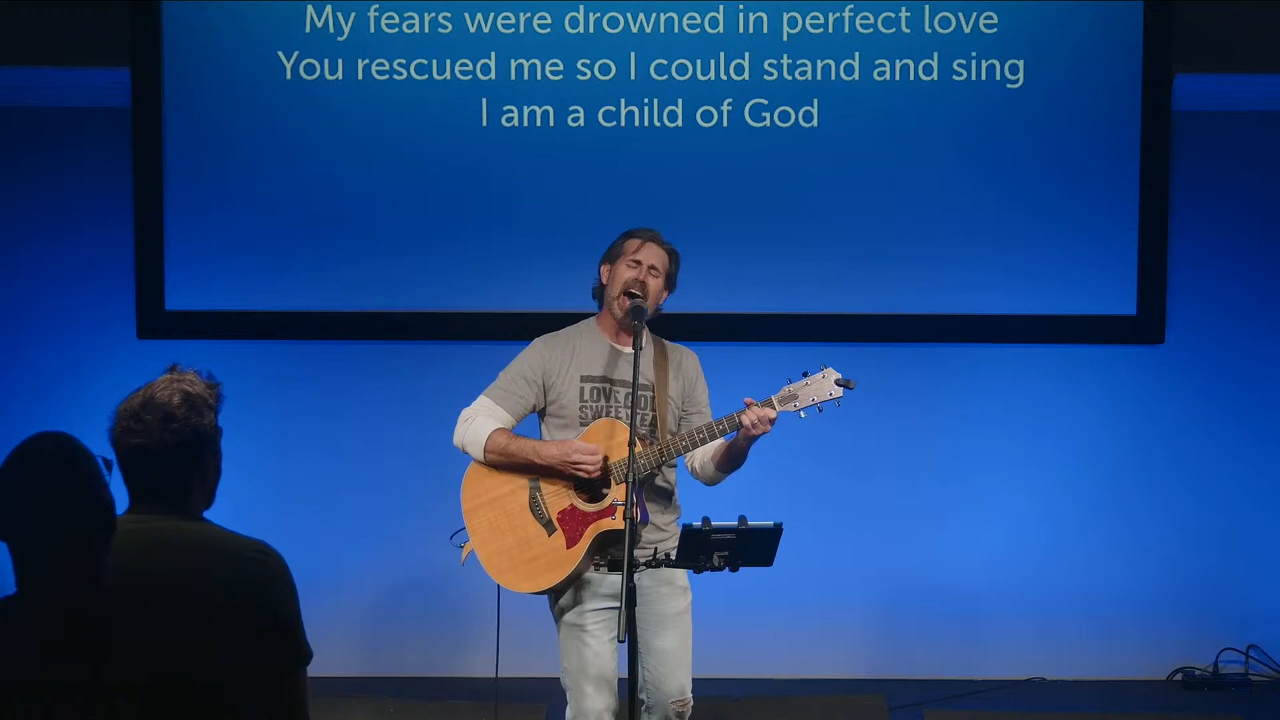 My fears were drowned in perfect love
You rescued me so I could stand and sing
I am a child of God
LOVE